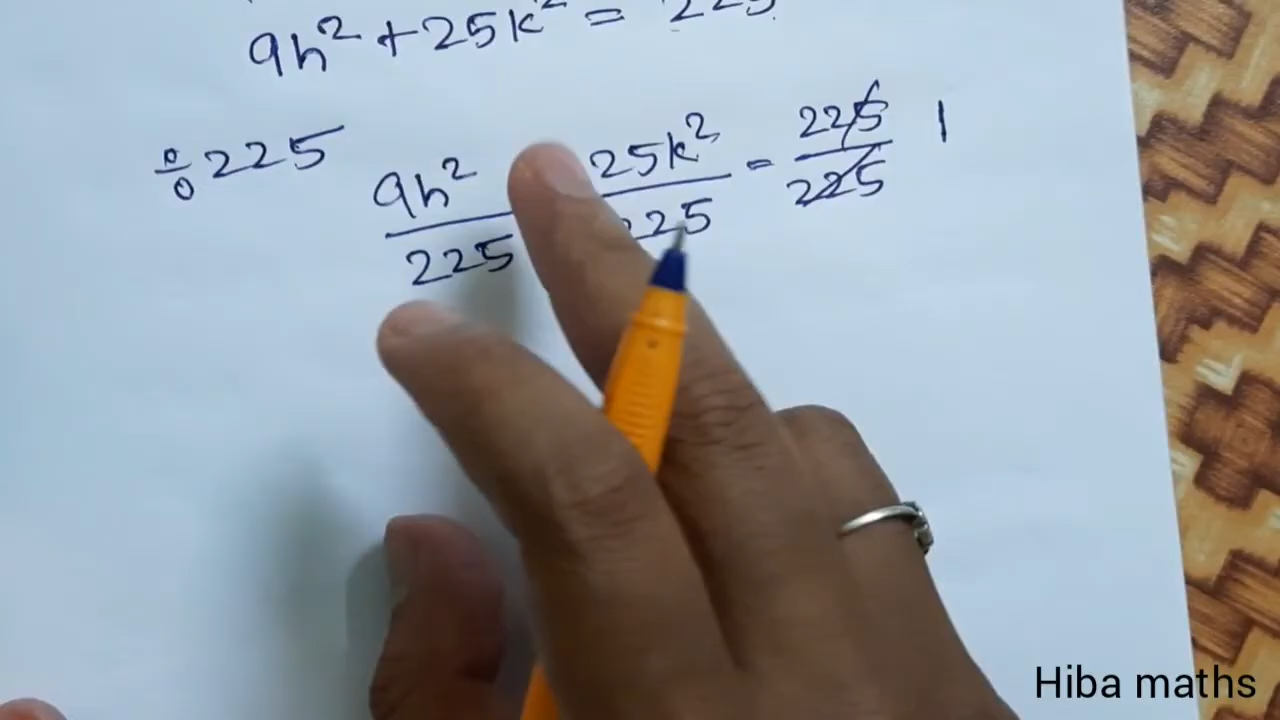 9h² + 25k² = 225
÷ 225 9h²/225 25k²/225 = 225/225 1
Hiba maths